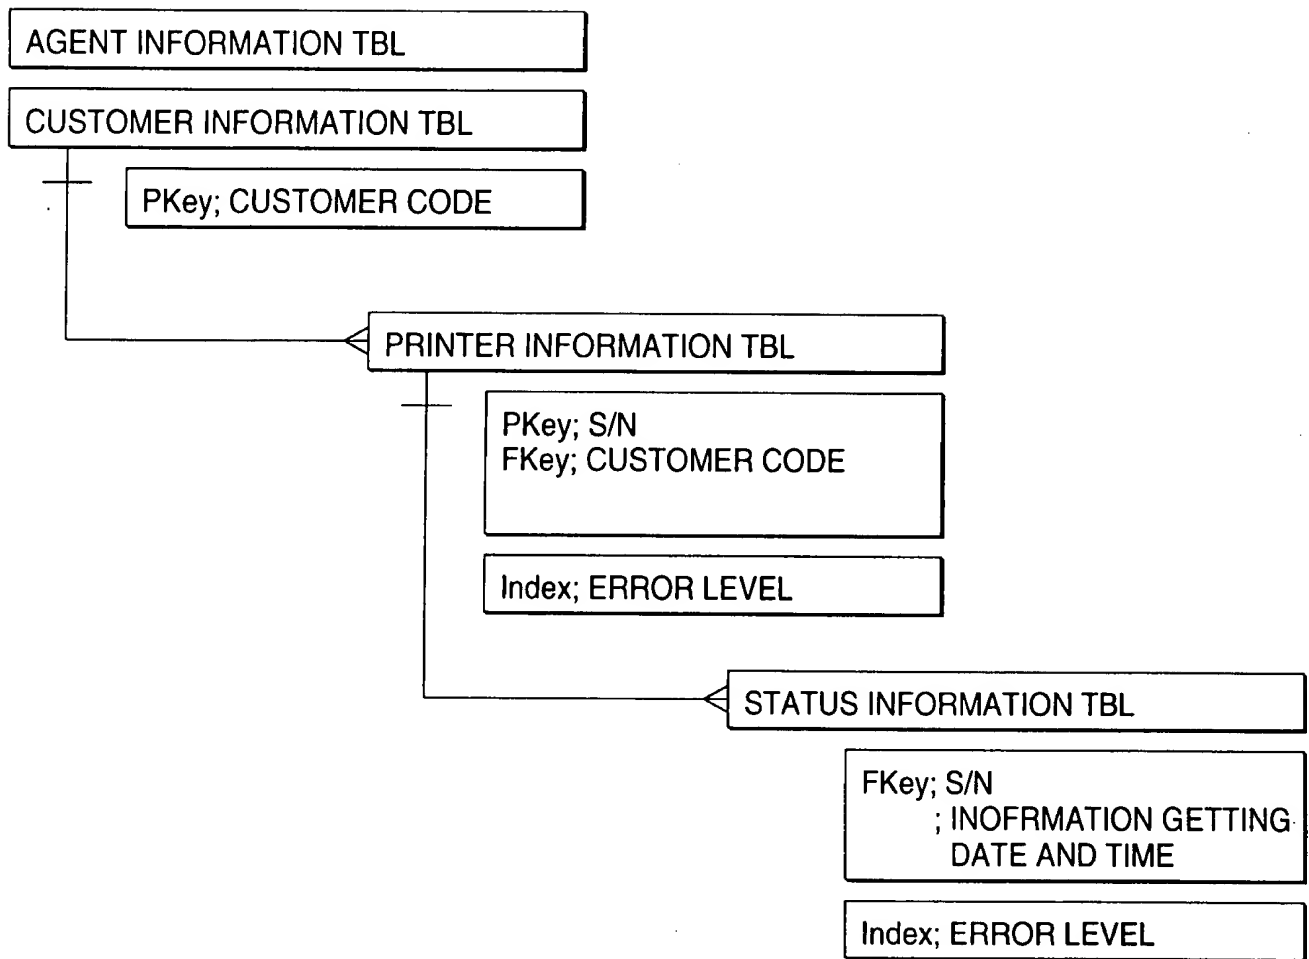 AGENT INFORMATION TBL
CUSTOMER INFORMATION TBL
PKey; CUSTOMER CODE
PRINTER INFORMATION TBL
PKey; S/N
FKey; CUSTOMER CODE
Index; ERROR LEVEL
STATUS INFORMATION TBL
FKey; S/N
; INOFRMATION GETTING
DATE AND TIME
Index; ERROR LEVEL